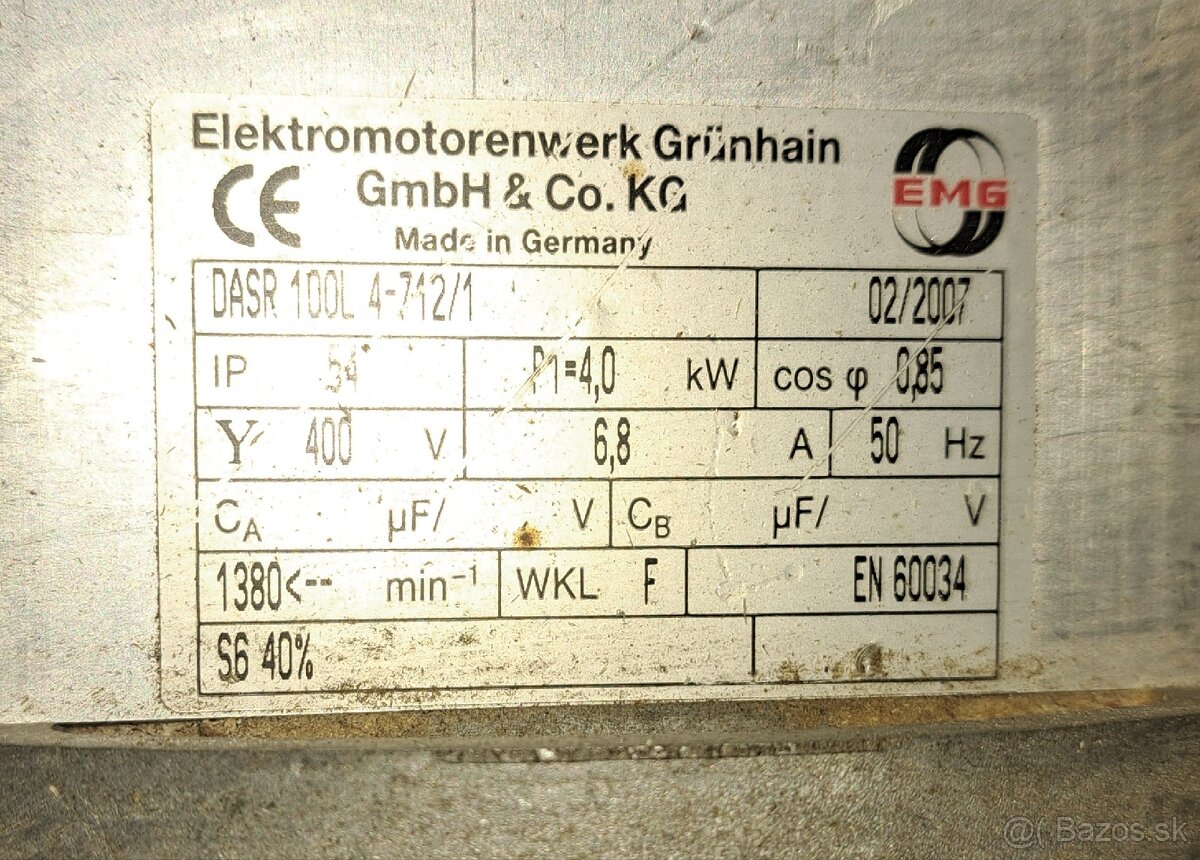 Elektromotorenwerk Grünhain
CE GmbH & Co. KG
EMG
Made in Germany
DASR 100L 4-712/1 02/2007
IP 54 P1=4,0 kW cos φ 0,85
Y 400 V 6,8 A 50 Hz
CA µF/ V CB µF/ V
1380<-- min⁻¹ WKL F EN 60034
S6 40%
@( Bazos.sk